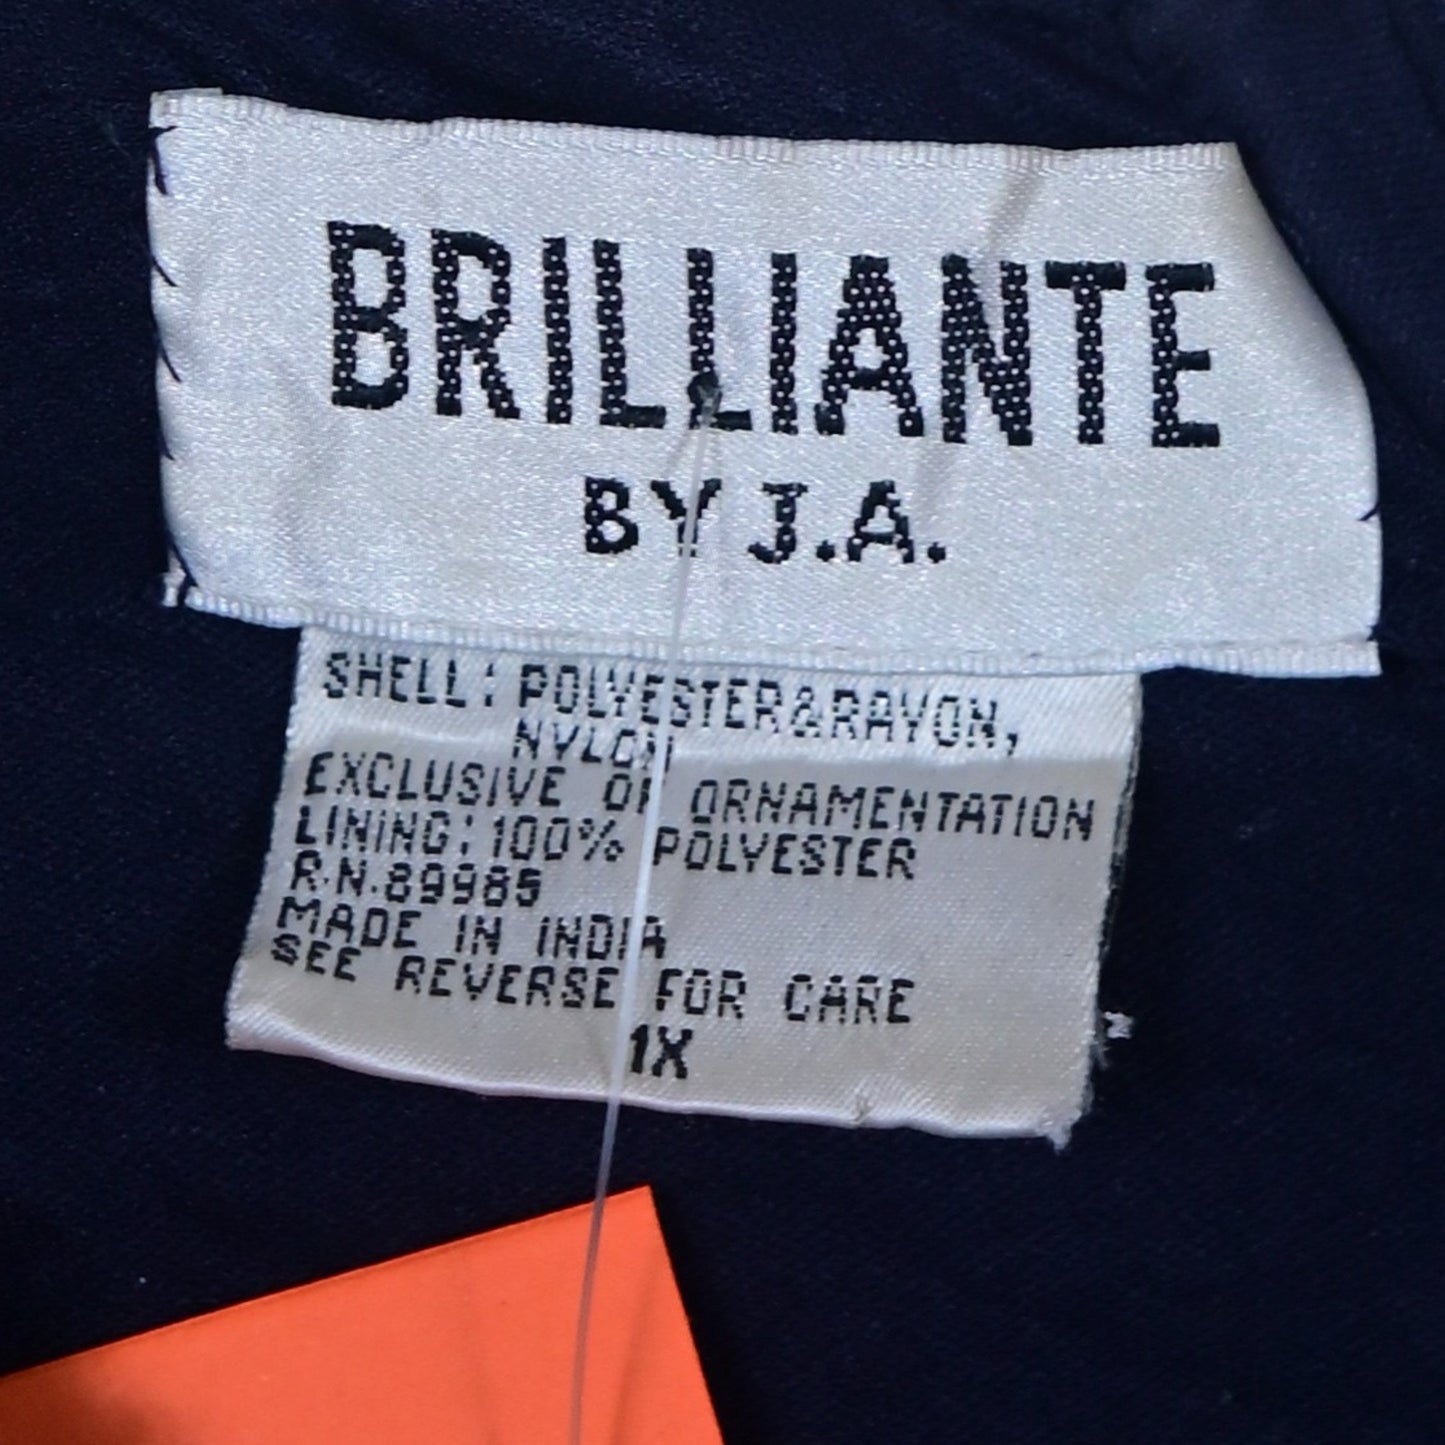 BRILLIANTE
BY J.A.
SHELL: POLYESTER&RAYON,
NYLON
EXCLUSIVE OF ORNAMENTATION
LINING: 100% POLYESTER
R.N. 89985
MADE IN INDIA
SEE REVERSE FOR CARE
1X